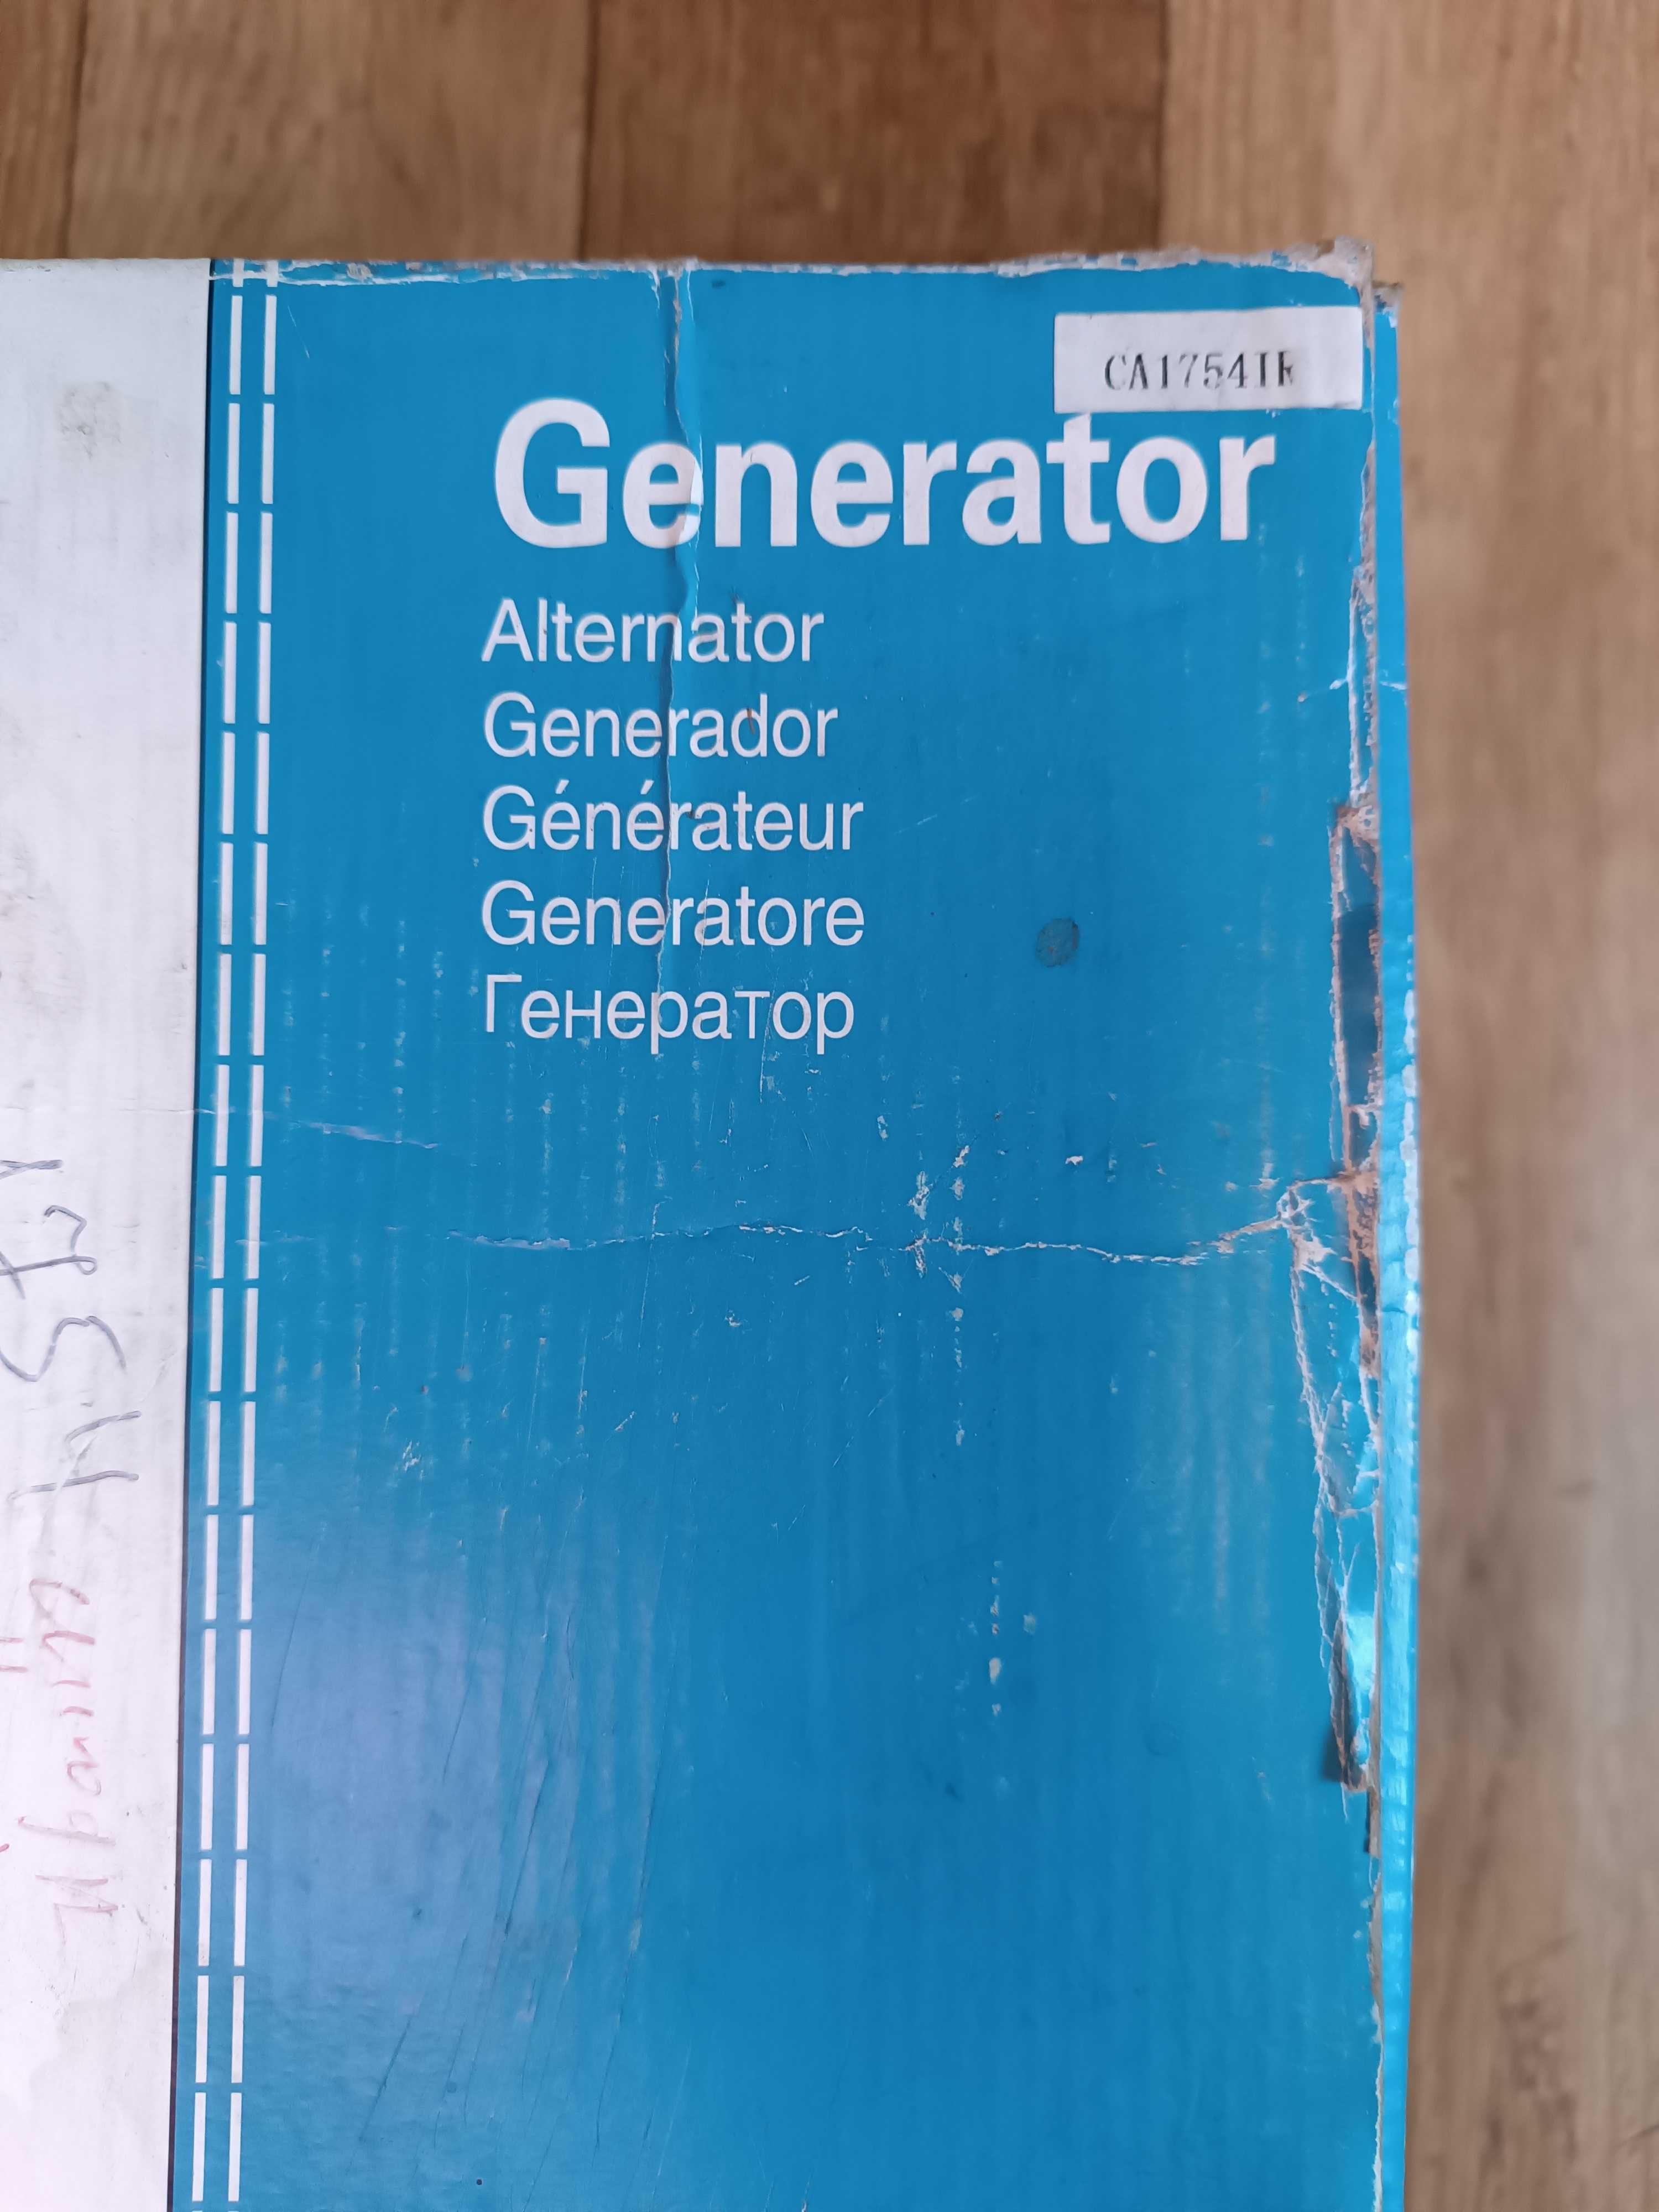 CA1754IR
Generator
Alternator
Generador
Générateur
Generatore
Генератор